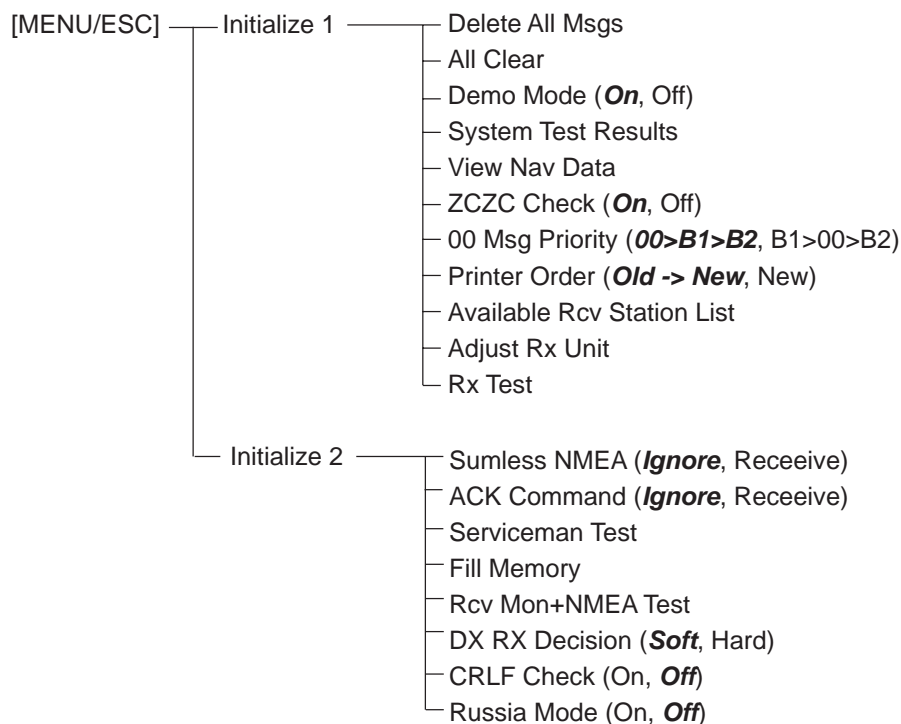 [MENU/ESC] Initialize 1 Delete All Msgs
All Clear
Demo Mode (On, Off)
System Test Results
View Nav Data
ZCZC Check (On, Off)
00 Msg Priority (00>B1>B2, B1>00>B2)
Printer Order (Old -> New, New)
Available Rcv Station List
Adjust Rx Unit
Rx Test
Initialize 2 Sumless NMEA (Ignore, Receeive)
ACK Command (Ignore, Receeive)
Serviceman Test
Fill Memory
Rcv Mon+NMEA Test
DX RX Decision (Soft, Hard)
CRLF Check (On, Off)
Russia Mode (On, Off)